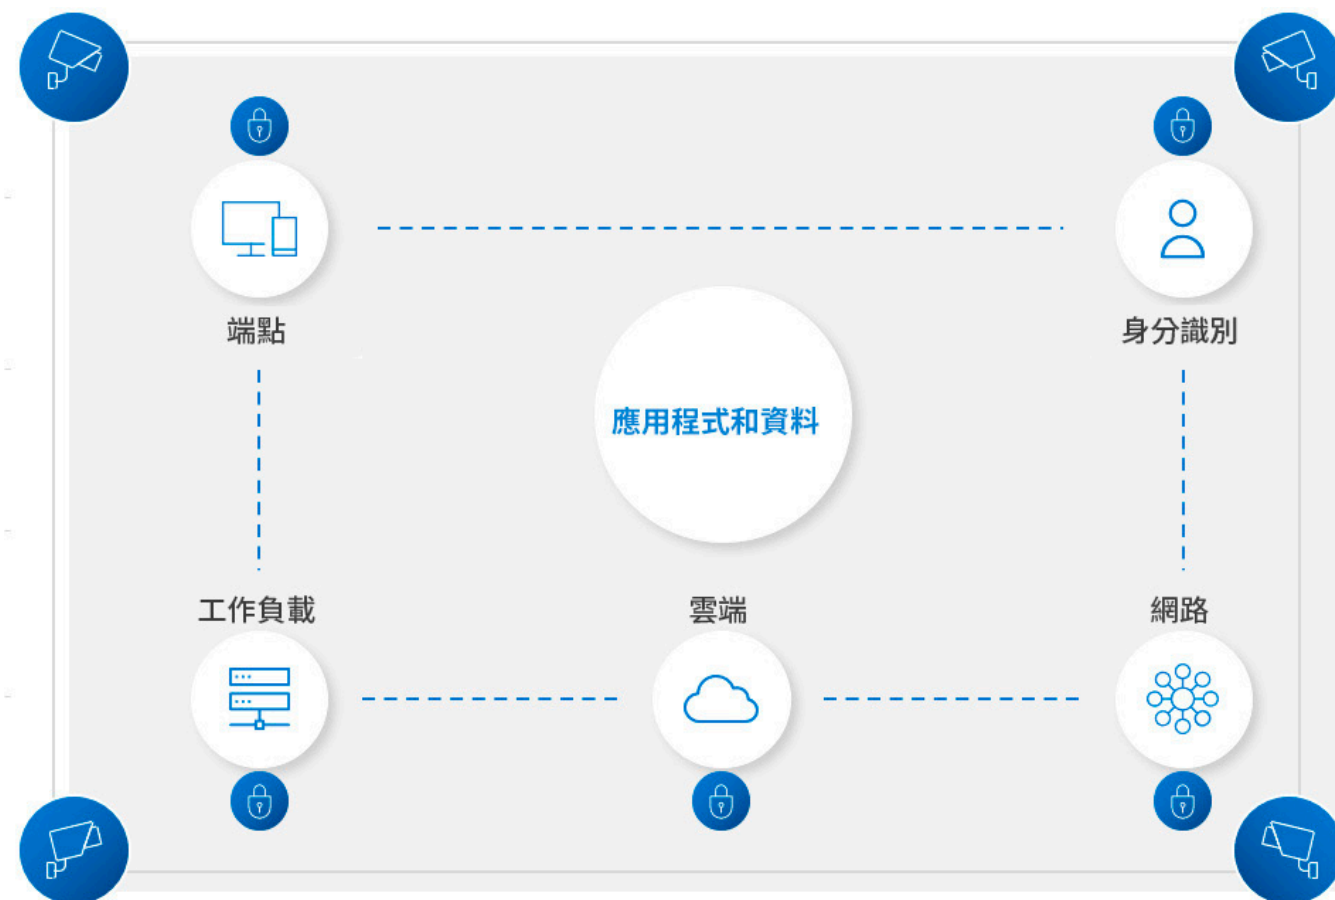 端點
身分識別
應用程式和資料
工作負載
雲端
網路